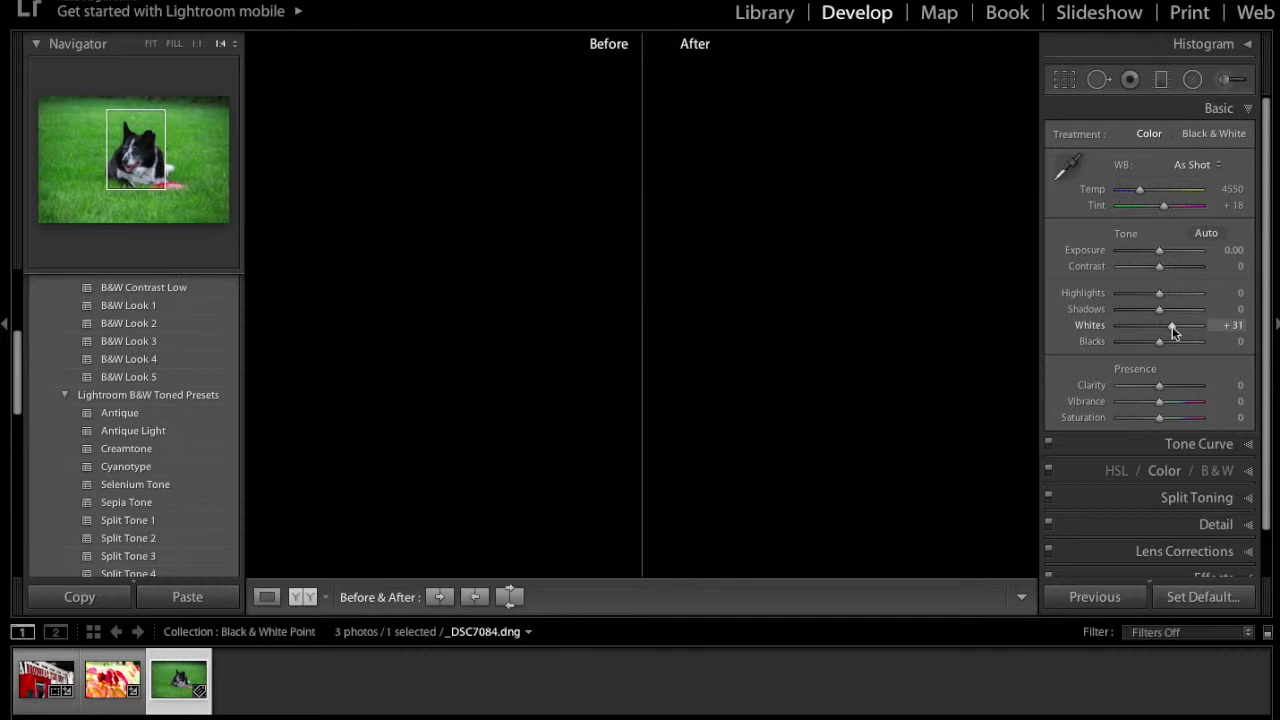 Lr
Get started with Lightroom mobile
Library Develop Map Book Slideshow Print Web
Navigator FIT FILL 1:1 1:4
Before After
Histogram
Basic
Treatment : Color Black & White
WB: As Shot
Temp 4550
Tint + 18
Tone Auto
Exposure 0.00
Contrast 0
Highlights 0
Shadows 0
Whites + 31
Blacks 0
Presence
Clarity 0
Vibrance 0
Saturation 0
Tone Curve
HSL / Color / B & W
Split Toning
Detail
Lens Corrections
Effects
B&W Contrast Low
B&W Look 1
B&W Look 2
B&W Look 3
B&W Look 4
B&W Look 5
Lightroom B&W Toned Presets
Antique
Antique Light
Creamtone
Cyanotype
Selenium Tone
Sepia Tone
Split Tone 1
Split Tone 2
Split Tone 3
Split Tone 4
Copy Paste
YY Before & After :
Previous Set Default...
1 2 Collection : Black & White Point 3 photos / 1 selected / _DSC7084.dng
Filter : Filters Off